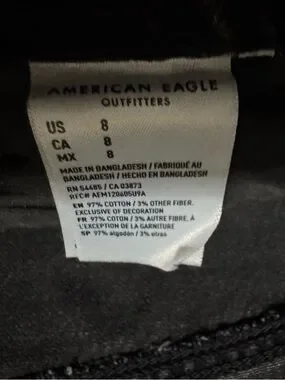 AMERICAN EAGLE
OUTFITTERS
US 8
CA 8
MX 8
MADE IN BANGLADESH / FABRIQUÉ AU
BANGLADESH / HECHO EN BANGLADESH
RN 54485 / CA 03873
RFC# AEM120605U9A
EN 97% COTTON / 3% OTHER FIBER.
EXCLUSIVE OF DECORATION
FR 97% COTON / 3% AUTRE FIBRE, À
L'EXCEPTION DE LA GARNITURE
SP 97% algodón / 3% otras